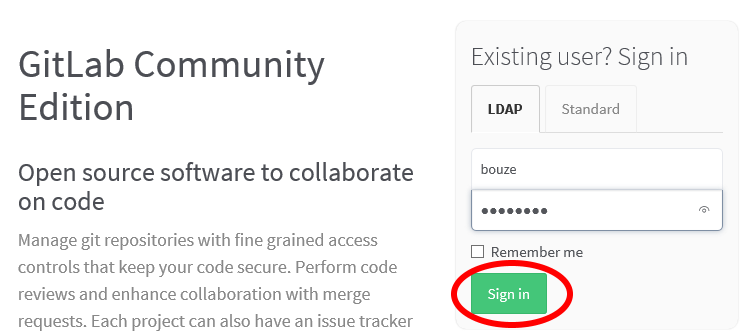 GitLab Community
Edition
Open source software to collaborate
on code
Manage git repositories with fine grained access
controls that keep your code secure. Perform code
reviews and enhance collaboration with merge
requests. Each project can also have an issue tracker
Existing user? Sign in
LDAP Standard
bouze
●●●●●●●●
Remember me
Sign in